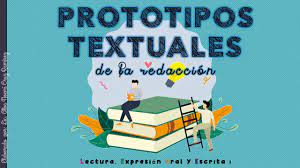 PROTOTIPOS
TEXTUALES
de la redacción
Lectura, Expresión Oral y Escrita I